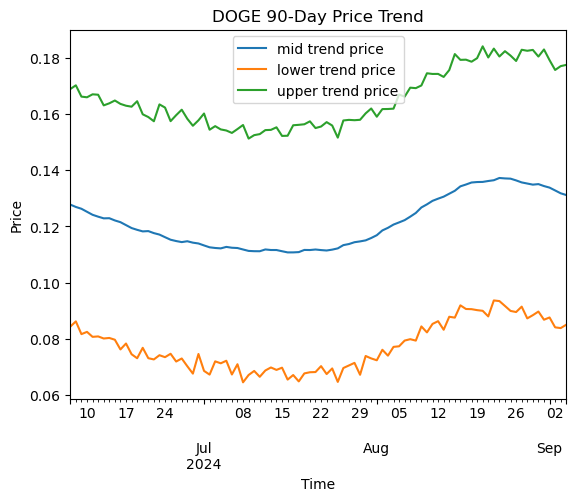 DOGE 90-Day Price Trend
mid trend price
lower trend price
upper trend price
Price
0.18
0.16
0.14
0.12
0.10
0.08
0.06
10 17 24 08 15 22 29 05 12 19 26 02
Jul Aug Sep
2024
Time